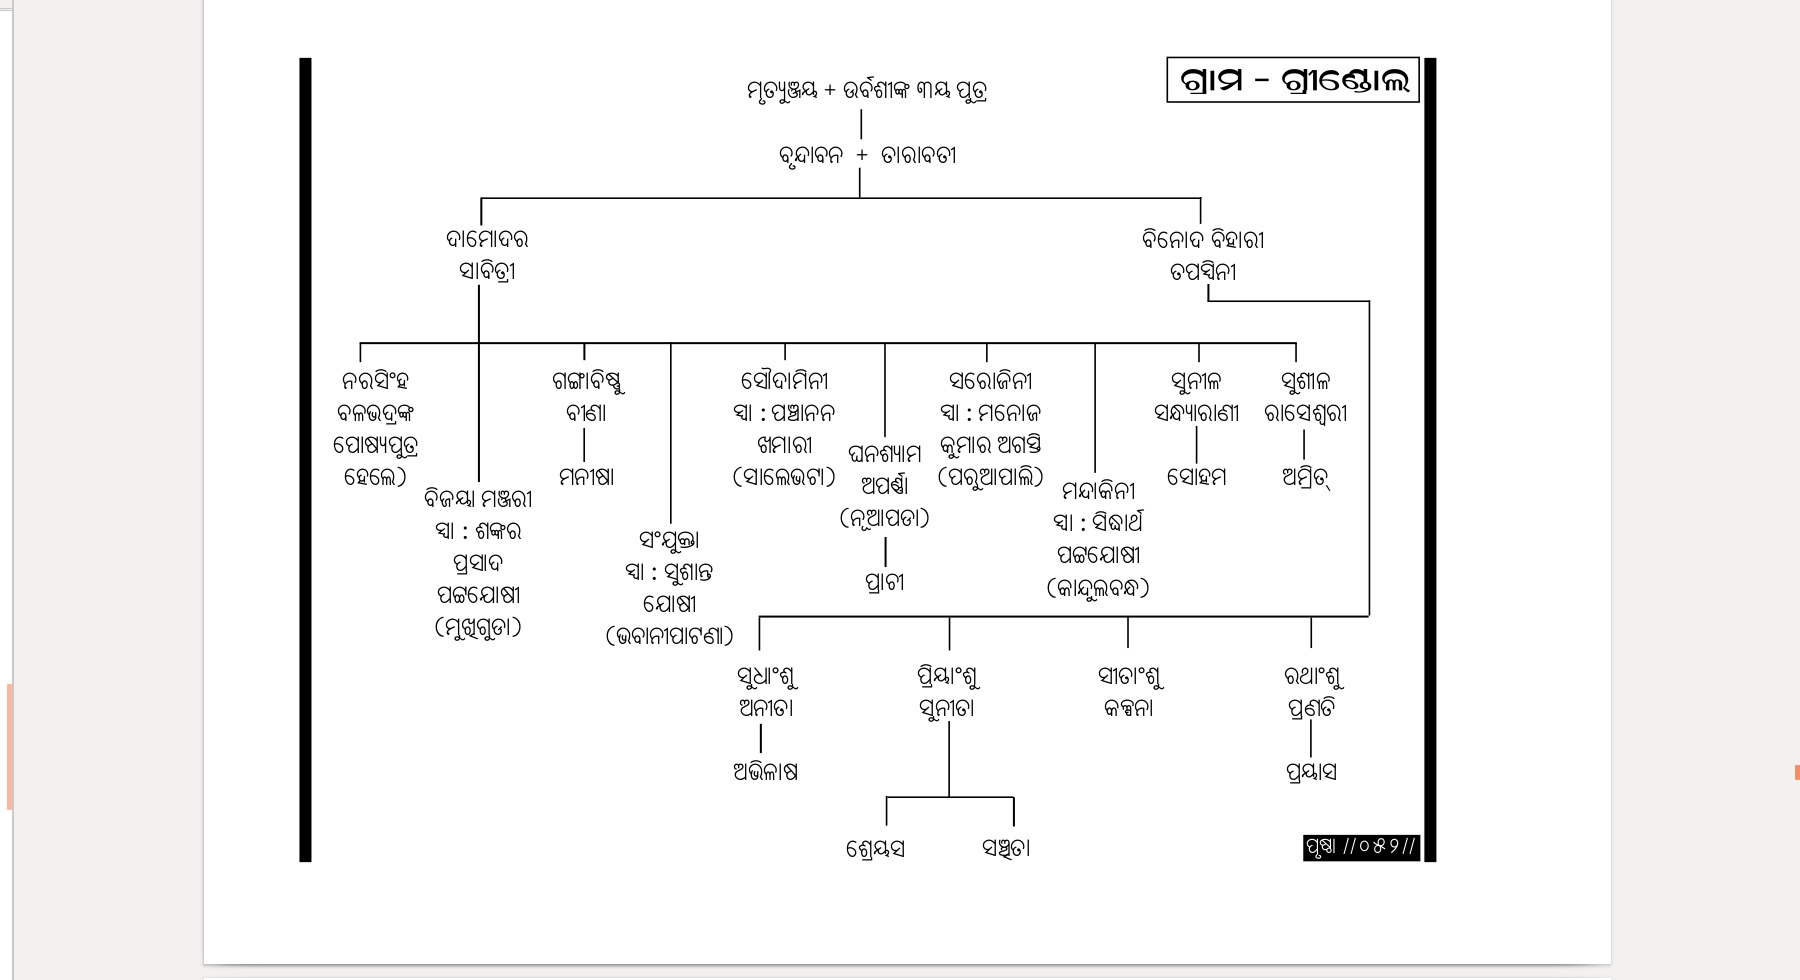 ଗ୍ରାମ - ଗ୍ରୀଣ୍ଡୋଲ
ମୃତ୍ୟୁଞ୍ଜୟ + ଉର୍ବଶୀଙ୍କ ୩ୟ ପୁତ୍ର
ବୃନ୍ଦାବନ + ତାରାବତୀ
ଦାମୋଦର
ସାବିତ୍ରୀ
ବିନୋଦ ବିହାରୀ
ତପସ୍ୱିନୀ
ନରସିଂହ
ବଳଭଦ୍ରଙ୍କ
ପୋଷ୍ୟପୁତ୍ର
ହେଲେ)
ବିଜୟା ମଞ୍ଜରୀ
ସ୍ୱା : ଶଙ୍କର
ପ୍ରସାଦ
ପଟ୍ଟଯୋଷୀ
(ମୁଖିଗୁଡା)
ଗଙ୍ଗାବିଷ୍ଣୁ
ବୀଣା
ମନୀଷା
ସଂଯୁକ୍ତା
ସ୍ୱା : ସୁଶାନ୍ତ
ଯୋଷୀ
(ଭବାନୀପାଟଣା)
ସୌଦାମିନୀ
ସ୍ୱା : ପଞ୍ଚାନନ
ଖମାରୀ
(ସାଲେଭଟା)
ଘନଶ୍ୟାମ
ଅପର୍ଣ୍ଣା
(ନୂଆପଡା)
ପ୍ରାଚୀ
ସରୋଜିନୀ
ସ୍ୱା : ମନୋଜ
କୁମାର ଅଗସ୍ତି
(ପରୁଆପାଲି)
ମନ୍ଦାକିନୀ
ସ୍ୱା : ସିଦ୍ଧାର୍ଥ
ପଟ୍ଟଯୋଷୀ
(କାନ୍ଦୁଲବନ୍ଧ)
ସୁନୀଳ
ସନ୍ଧ୍ୟାରାଣୀ
ସୋହମ
ସୁଶୀଳ
ରାସେଶ୍ୱରୀ
ଅମ୍ରିତ୍
ସୁଧାଂଶୁ
ଅନୀତା
ଅଭିଳାଷ
ପ୍ରିୟାଂଶୁ
ସୁନୀତା
ଶ୍ରେୟସ
ସଞ୍ଚିତା
ସୀତାଂଶୁ
କଳ୍ପନା
ରଥାଂଶୁ
ପ୍ରଣତି
ପ୍ରୟାସ
ପୃଷ୍ଠା //୦୫୨//